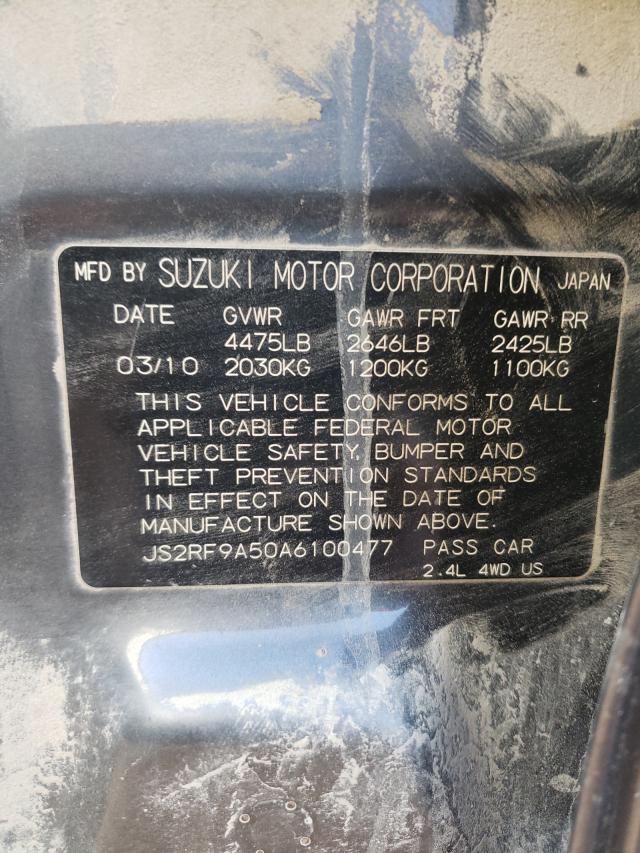 MFD BY SUZUKI MOTOR CORPORATION JAPAN
DATE GVWR GAWR FRT GAWR RR
4475LB 2646LB 2425LB
03/10 2030KG 1200KG 1100KG
THIS VEHICLE CONFORMS TO ALL
APPLICABLE FEDERAL MOTOR
VEHICLE SAFETY, BUMPER AND
THEFT PREVENTION STANDARDS
IN EFFECT ON THE DATE OF
MANUFACTURE SHOWN ABOVE.
JS2RF9A50A6100477 PASS CAR
2.4L 4WD US